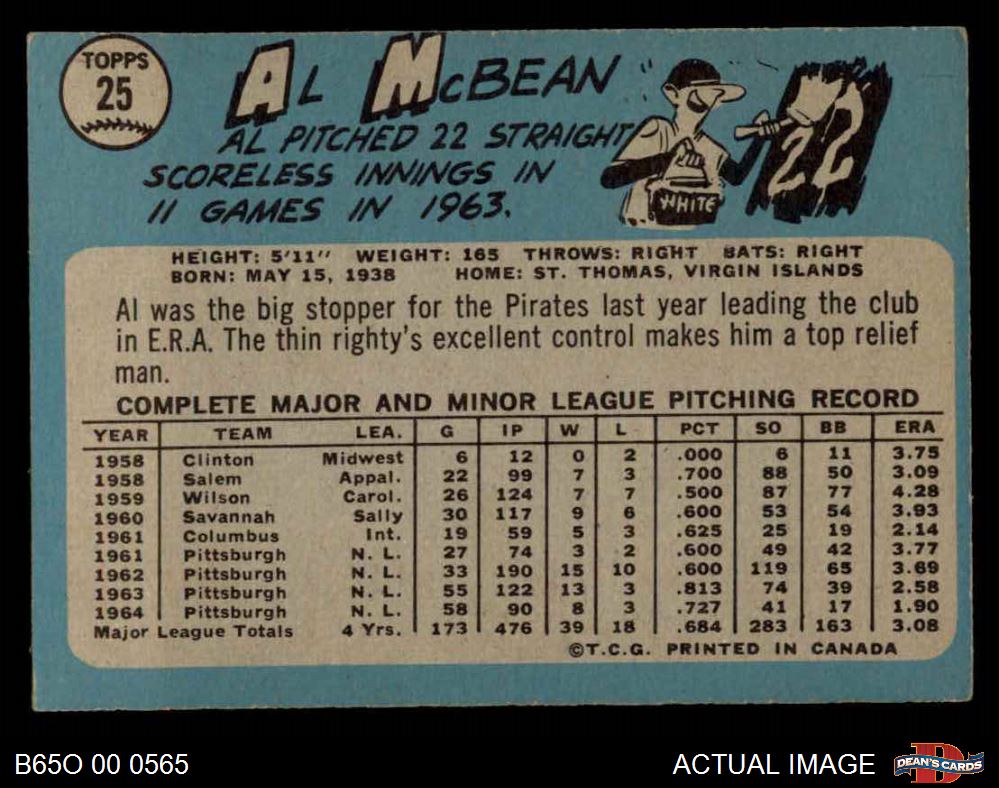 TOPPS
25
AL McBEAN
AL PITCHED 22 STRAIGHT
SCORELESS INNINGS IN
11 GAMES IN 1963.
WHITE
22
HEIGHT: 5'11" WEIGHT: 165 THROWS: RIGHT BATS: RIGHT
BORN: MAY 15, 1938 HOME: ST. THOMAS, VIRGIN ISLANDS
Al was the big stopper for the Pirates last year leading the club
in E.R.A. The thin righty's excellent control makes him a top relief
man.
COMPLETE MAJOR AND MINOR LEAGUE PITCHING RECORD
YEAR TEAM LEA. G IP W L PCT SO BB ERA
1958 Clinton Midwest 6 12 0 2 .000 6 11 3.75
1958 Salem Appal. 22 99 7 3 .700 88 50 3.09
1959 Wilson Carol. 26 124 7 7 .500 87 77 4.28
1960 Savannah Sally 30 117 9 6 .600 53 54 3.93
1961 Columbus Int. 19 59 5 3 .625 25 19 2.14
1961 Pittsburgh N. L. 27 74 3 2 .600 49 42 3.77
1962 Pittsburgh N. L. 33 190 15 10 .600 119 65 3.69
1963 Pittsburgh N. L. 55 122 13 3 .813 74 39 2.58
1964 Pittsburgh N. L. 58 90 8 3 .727 41 17 1.90
Major League Totals 4 Yrs. 173 476 39 18 .684 283 163 3.08
©T.C.G. PRINTED IN CANADA
B65O 00 0565
ACTUAL IMAGE
DEAN'S CARDS